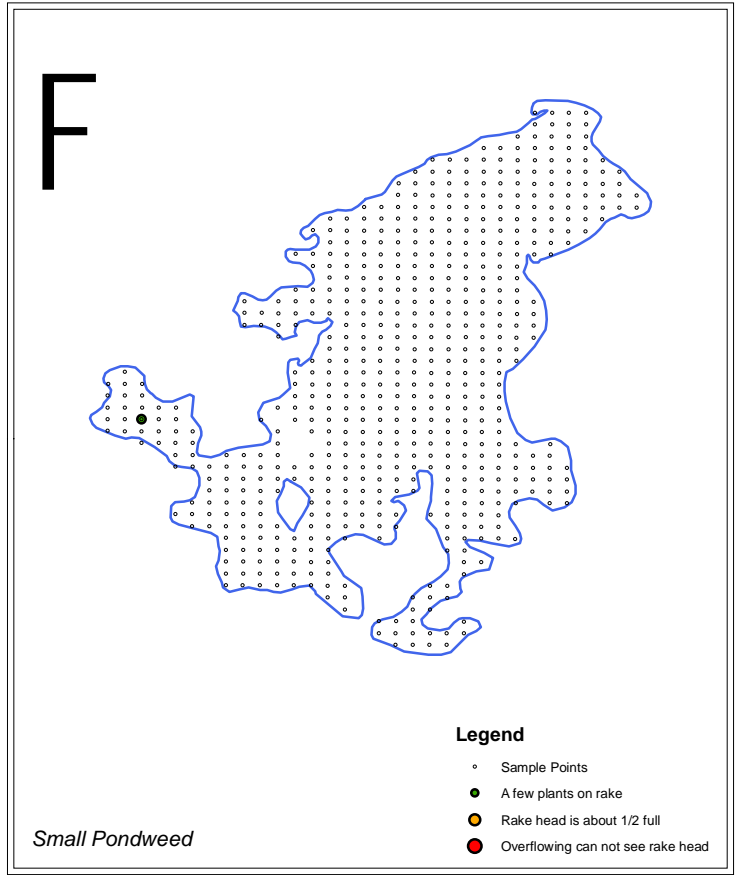 F
Legend
Sample Points
A few plants on rake
Rake head is about 1/2 full
Overflowing can not see rake head
Small Pondweed